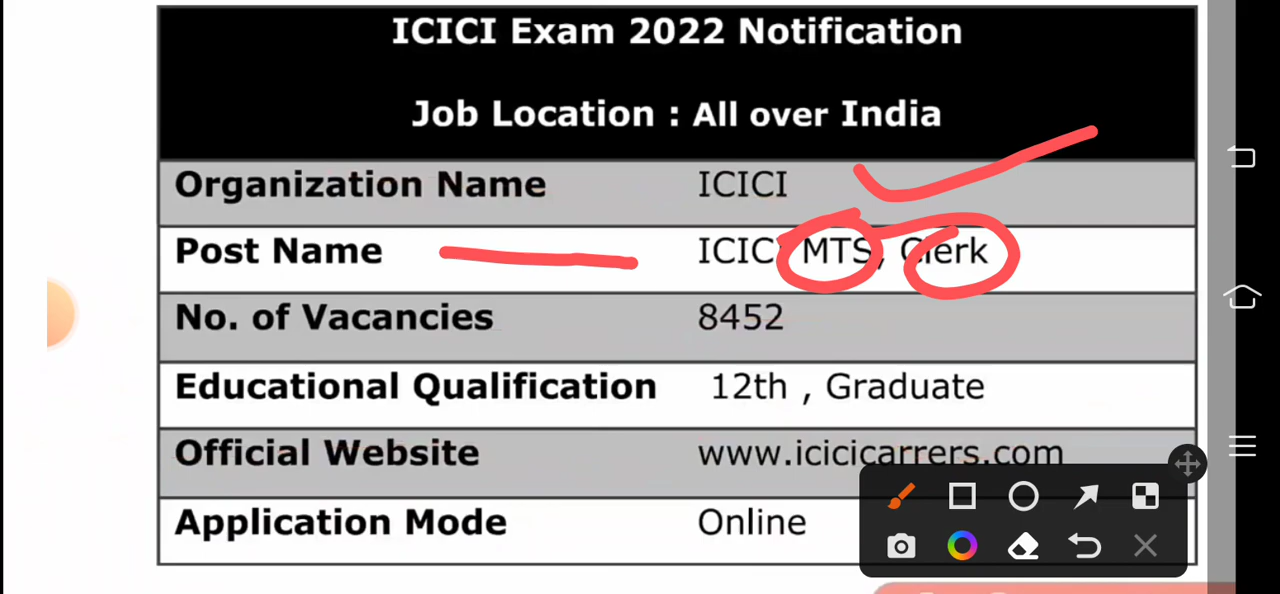 ICICI Exam 2022 Notification
Job Location : All over India
Organization Name ICICI
Post Name ICICI MTS, Clerk
No. of Vacancies 8452
Educational Qualification 12th , Graduate
Official Website www.icicicarrers.com
Application Mode Online